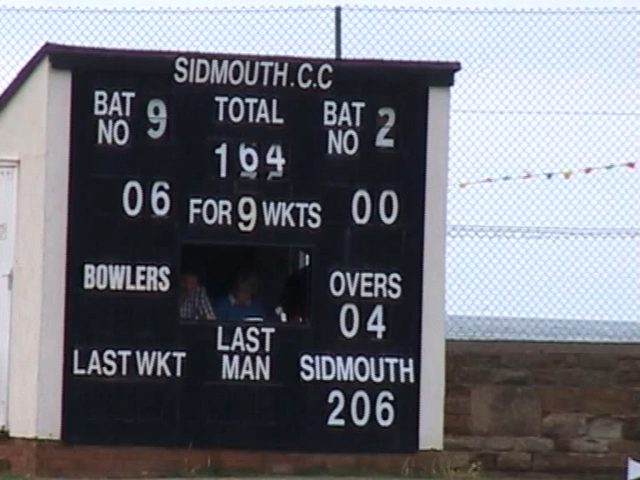 SIDMOUTH.C.C
BAT NO 9
TOTAL
BAT NO 2
164
06
FOR 9 WKTS
00
BOWLERS
OVERS
04
LAST WKT
LAST MAN
SIDMOUTH
206